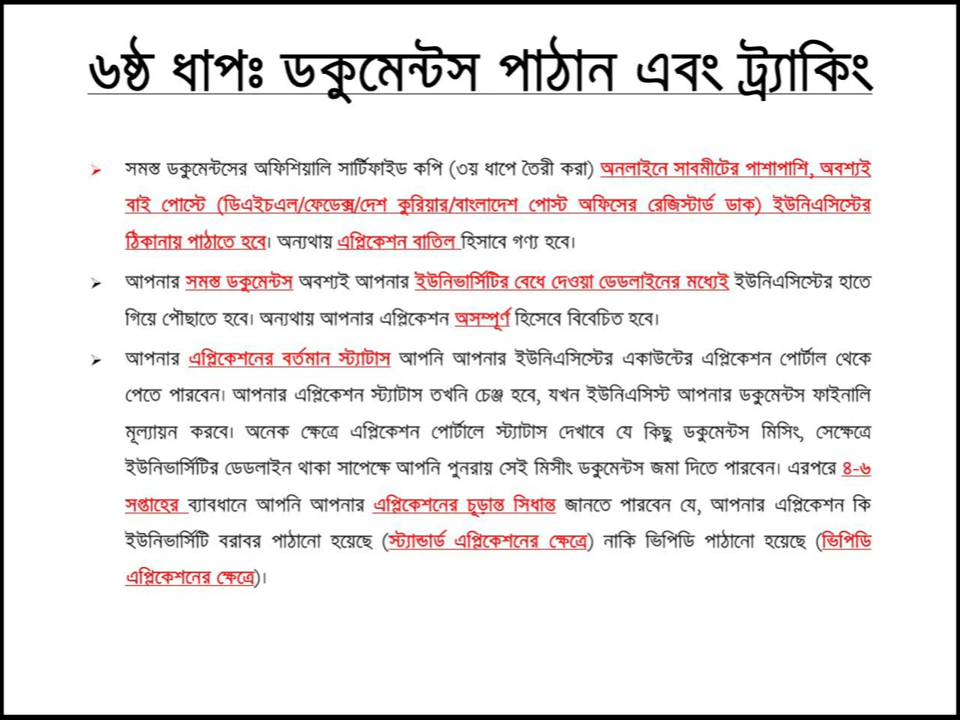 ৬ষ্ঠ ধাপঃ ডকুমেন্টস পাঠান এবং ট্র্যাকিং
সমস্ত ডকুমেন্টসের অফিশিয়ালি সার্টিফাইড কপি (৩য় ধাপে তৈরী করা) অনলাইনে সাবমীটের পাশাপাশি, অবশ্যই
বাই পোস্টে (ডিএইচএল/ফেডেক্স/দেশ কুরিয়ার/বাংলাদেশ পোস্ট অফিসের রেজিস্টার্ড ডাক) ইউনিএসিস্টের
ঠিকানায় পাঠাতে হবে। অন্যথায় এপ্লিকেশন বাতিল হিসাবে গণ্য হবে।
আপনার সমস্ত ডকুমেন্টস অবশ্যই আপনার ইউনিভার্সিটির বেধে দেওয়া ডেডলাইনের মধ্যেই ইউনিএসিস্টের হাতে
গিয়ে পৌছাতে হবে। অন্যথায় আপনার এপ্লিকেশন অসম্পূর্ণ হিসেবে বিবেচিত হবে।
আপনার এপ্লিকেশনের বর্তমান স্ট্যাটাস আপনি আপনার ইউনিএসিস্টের একাউন্টের এপ্লিকেশন পোর্টাল থেকে
পেতে পারবেন। আপনার এপ্লিকেশন স্ট্যাটাস তখনি চেঞ্জ হবে, যখন ইউনিএসিস্ট আপনার ডকুমেন্টস ফাইনালি
মূল্যায়ন করবে। অনেক ক্ষেত্রে এপ্লিকেশন পোর্টালে স্ট্যাটাস দেখাবে যে কিছু ডকুমেন্টস মিসিং, সেক্ষেত্রে
ইউনিভার্সিটির ডেডলাইন থাকা সাপেক্ষে আপনি পুনরায় সেই মিসীং ডকুমেন্টস জমা দিতে পারবেন। এরপরে ৪-৬
সপ্তাহের ব্যাবধানে আপনি আপনার এপ্লিকেশনের চূড়ান্ত সিধান্ত জানতে পারবেন যে, আপনার এপ্লিকেশন কি
ইউনিভার্সিটি বরাবর পাঠানো হয়েছে (স্ট্যান্ডার্ড এপ্লিকেশনের ক্ষেত্রে) নাকি ভিপিডি পাঠানো হয়েছে (ভিপিডি
এপ্লিকেশনের ক্ষেত্রে)।